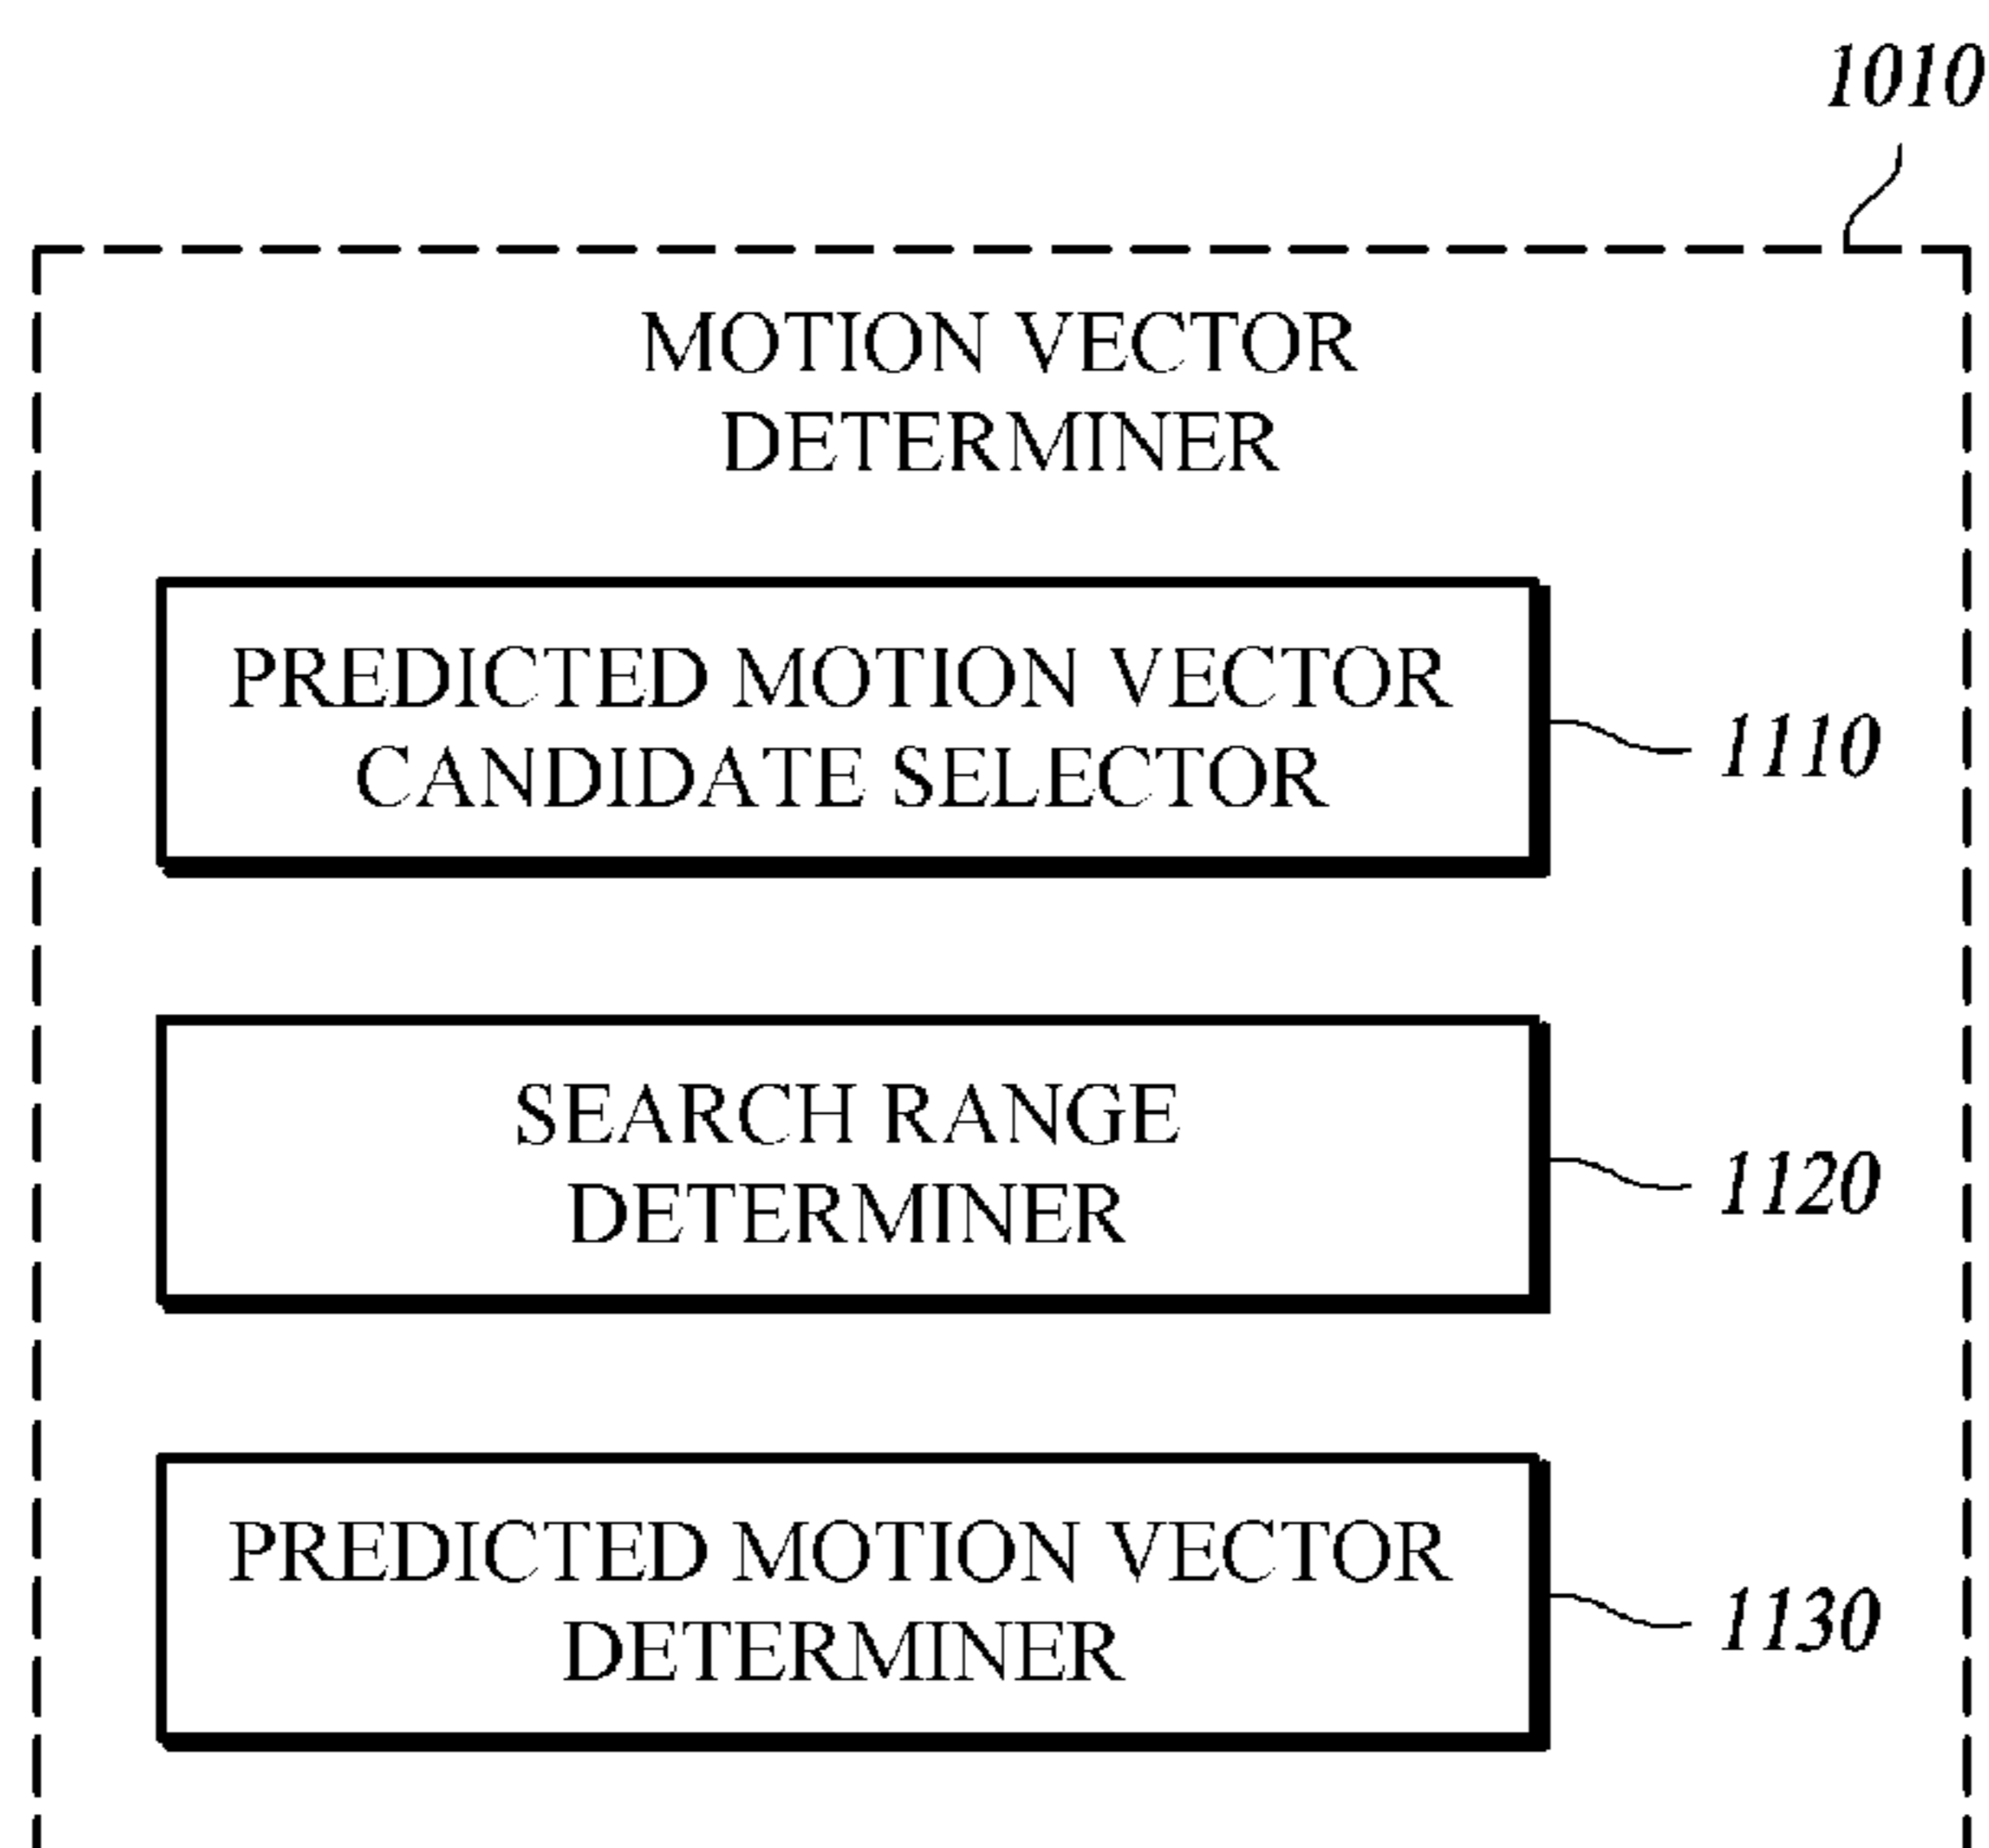 1010
MOTION VECTOR
DETERMINER
PREDICTED MOTION VECTOR
CANDIDATE SELECTOR
1110
SEARCH RANGE
DETERMINER
1120
PREDICTED MOTION VECTOR
DETERMINER
1130